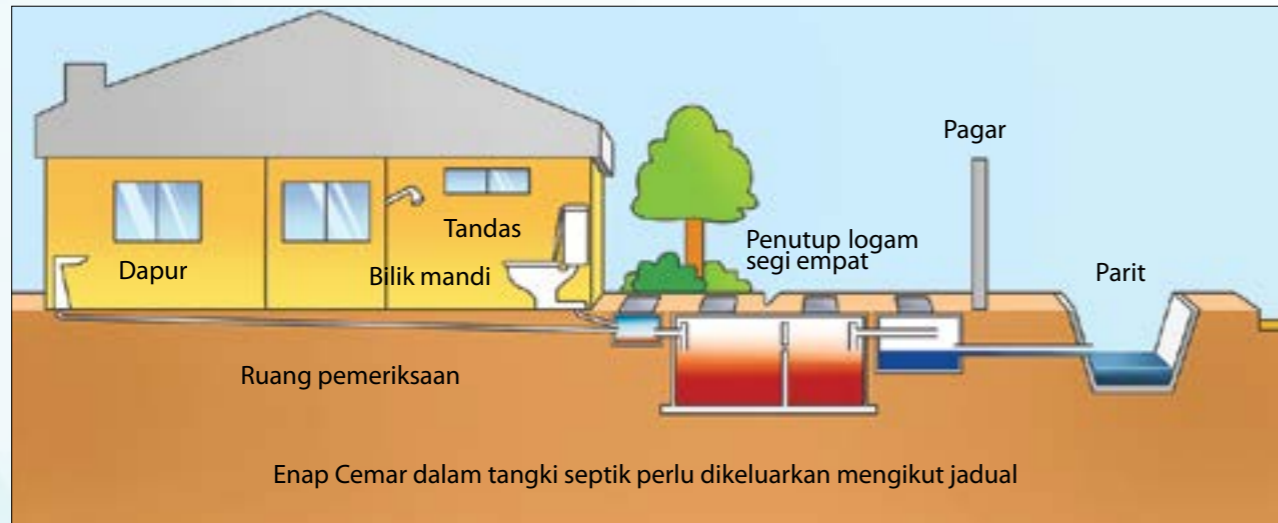 Pagar
Tandas
Penutup logam
segi empat
Dapur
Bilik mandi
Parit
Ruang pemeriksaan
Enap Cemar dalam tangki septik perlu dikeluarkan mengikut jadual